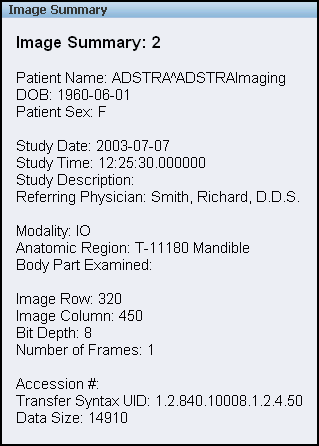 Image Summary
Image Summary: 2
Patient Name: ADSTRA^ADSTRAImaging
DOB: 1960-06-01
Patient Sex: F
Study Date: 2003-07-07
Study Time: 12:25:30.000000
Study Description:
Referring Physician: Smith, Richard, D.D.S.
Modality: IO
Anatomic Region: T-11180 Mandible
Body Part Examined:
Image Row: 320
Image Column: 450
Bit Depth: 8
Number of Frames: 1
Accession #:
Transfer Syntax UID: 1.2.840.10008.1.2.4.50
Data Size: 14910